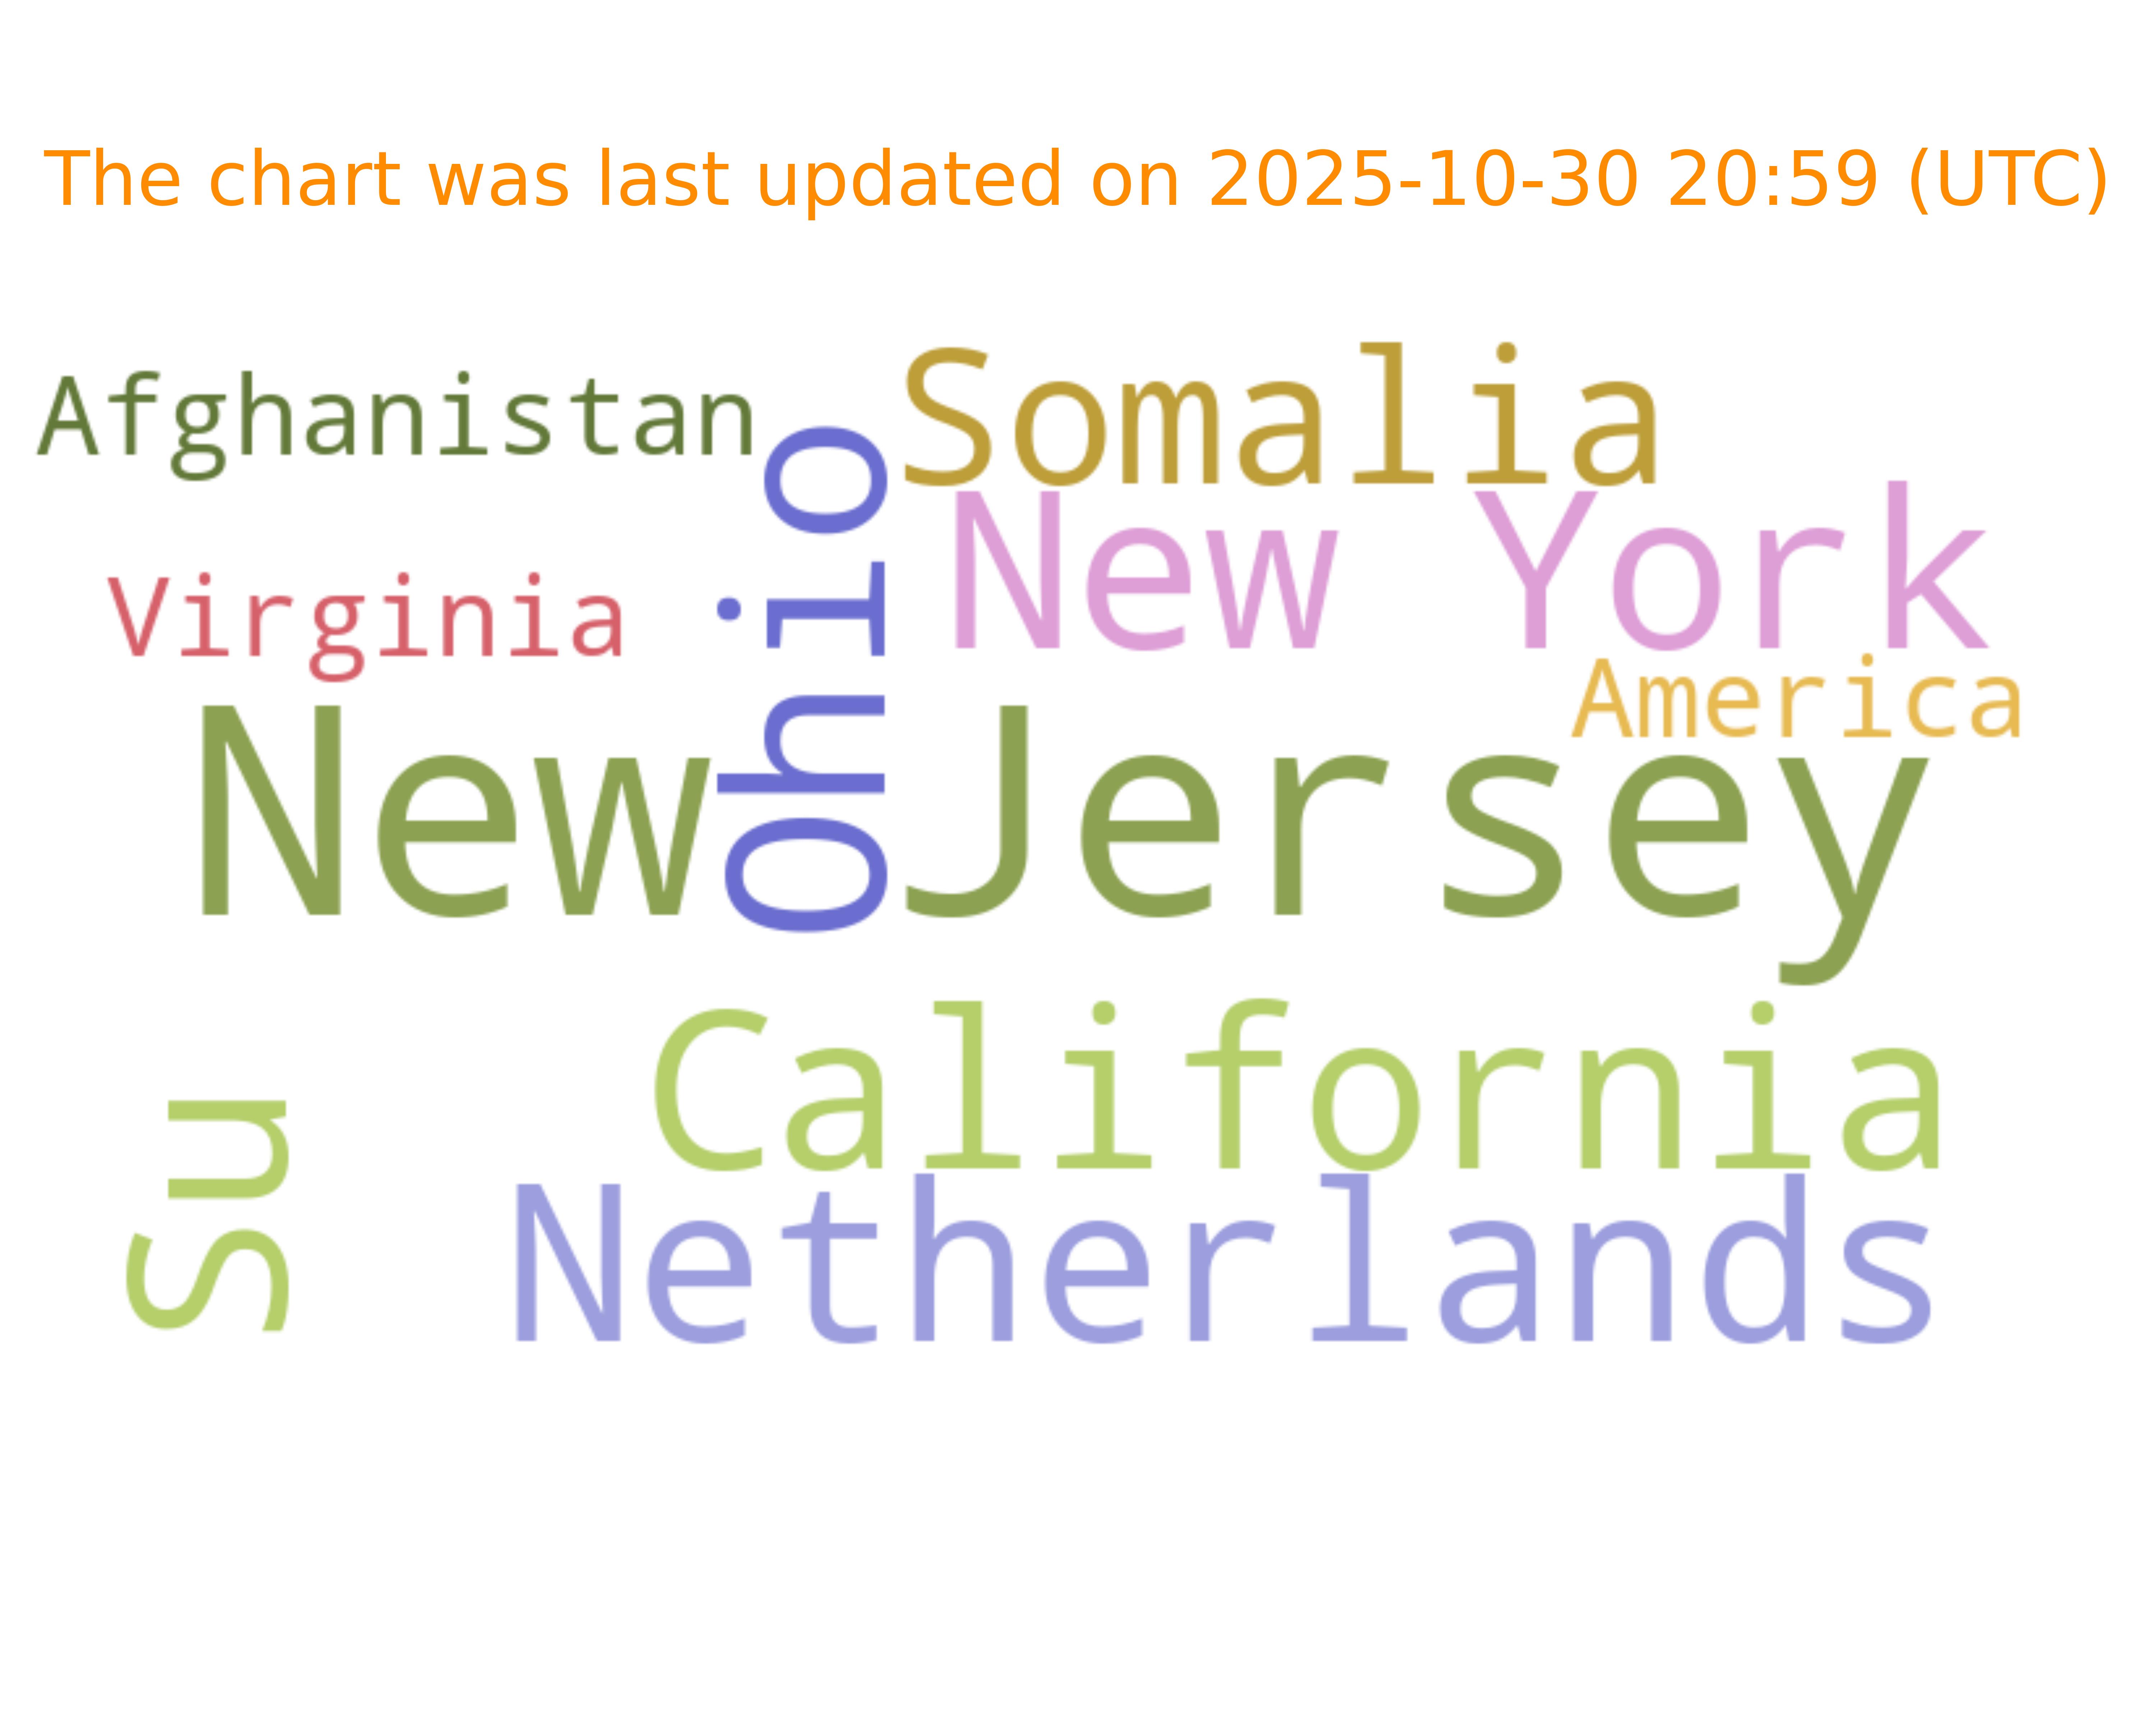 The chart was last updated on 2025-10-30 20:59 (UTC)
Afghanistan
Somalia
Ohio
New York
Virginia
America
New Jersey
California
Su
Netherlands